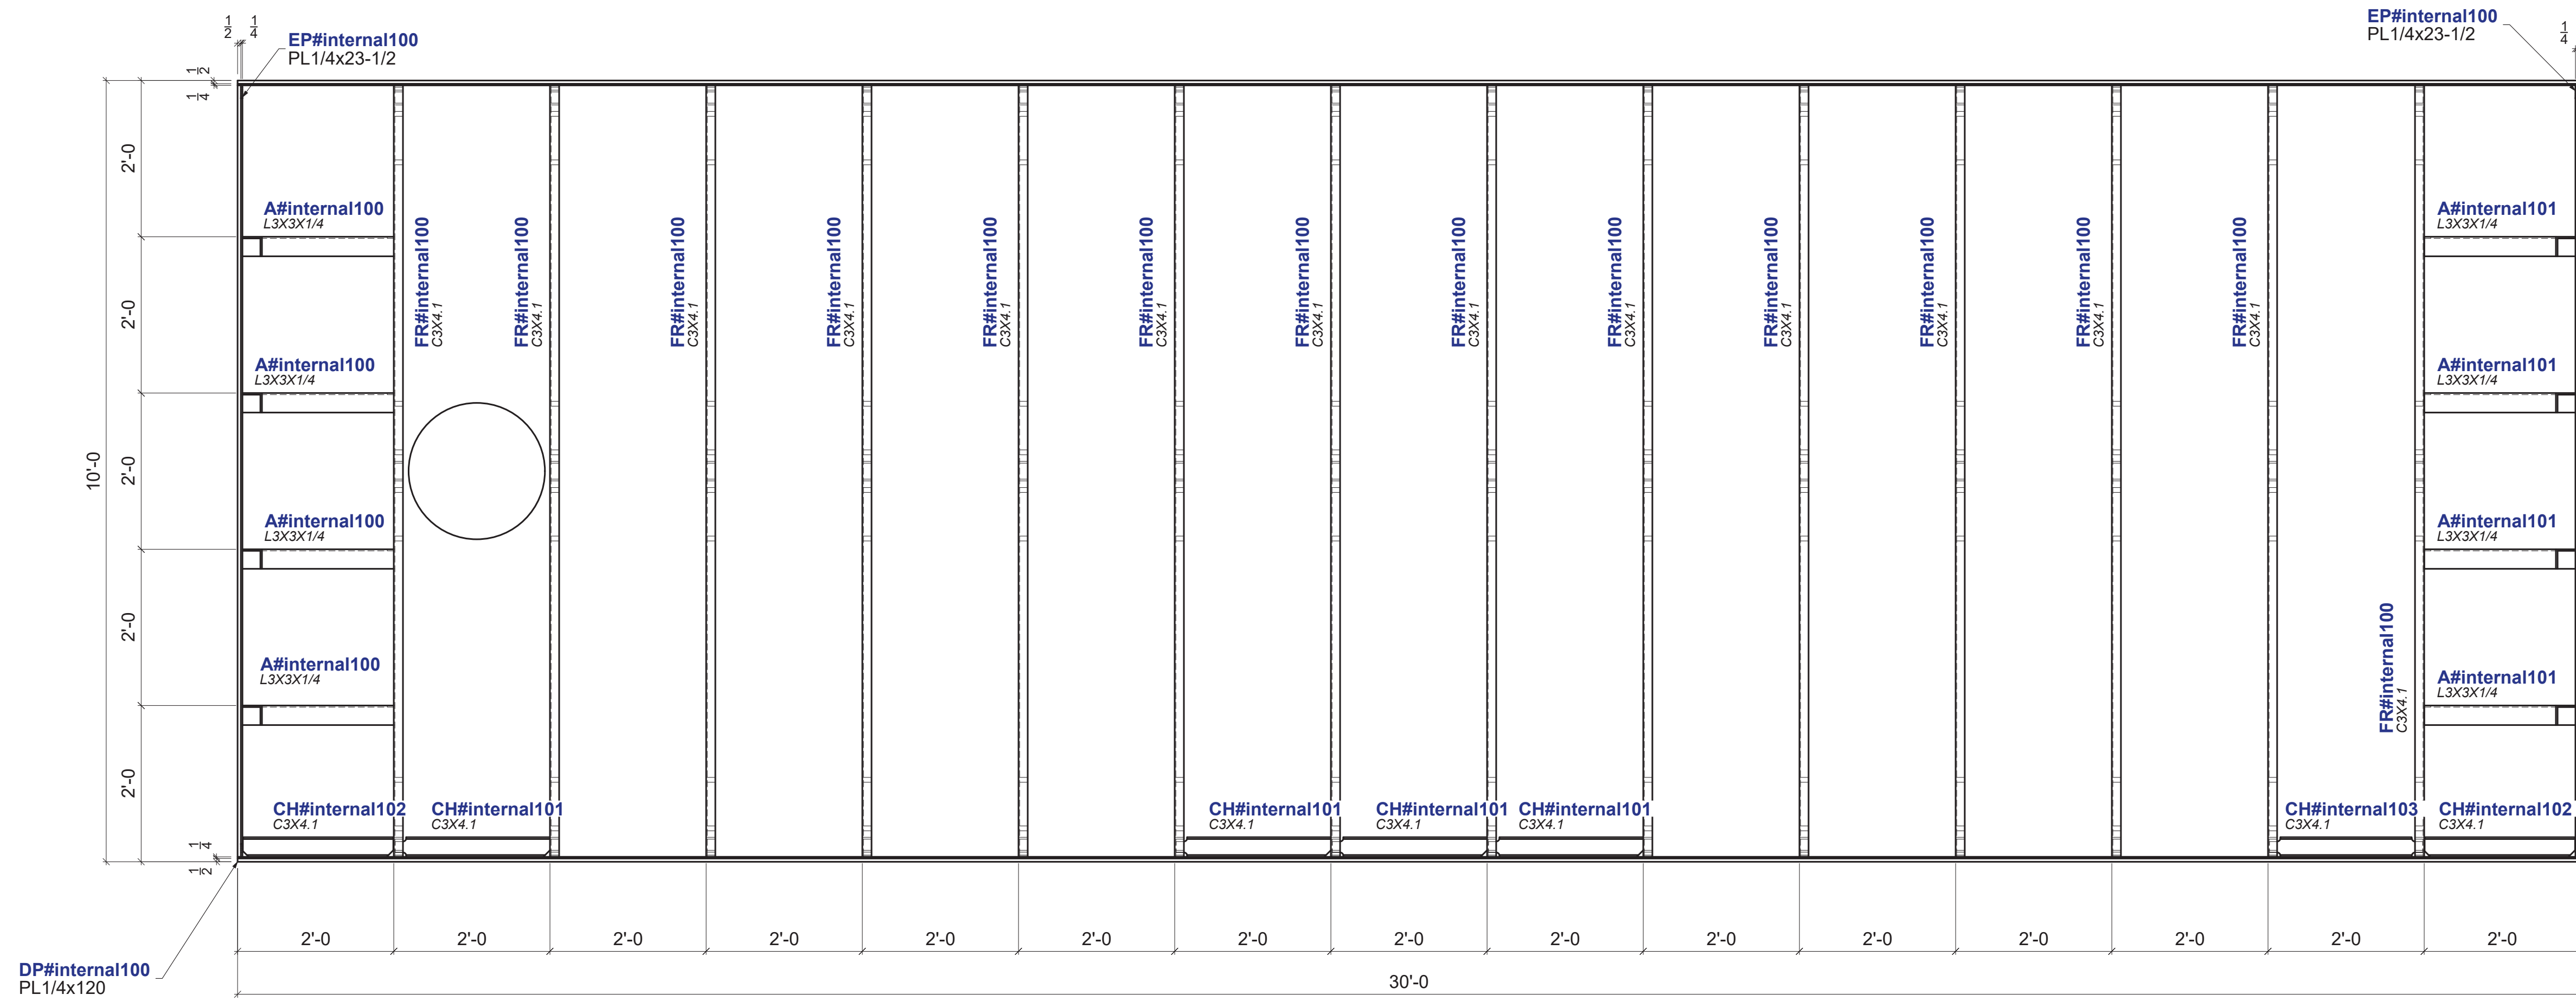 1/2 1/4
EP#internal100
PL1/4x23-1/2
EP#internal100
PL1/4x23-1/2
1/4
1/2
1/4
2'-0
2'-0
2'-0
2'-0
2'-0
10'-0
1/4
1/2
A#internal100
L3X3X1/4
A#internal100
L3X3X1/4
A#internal100
L3X3X1/4
A#internal100
L3X3X1/4
FR#internal100
C3X4.1
FR#internal100
C3X4.1
FR#internal100
C3X4.1
FR#internal100
C3X4.1
FR#internal100
C3X4.1
FR#internal100
C3X4.1
FR#internal100
C3X4.1
FR#internal100
C3X4.1
FR#internal100
C3X4.1
FR#internal100
C3X4.1
FR#internal100
C3X4.1
FR#internal100
C3X4.1
FR#internal100
C3X4.1
FR#internal100
C3X4.1
A#internal101
L3X3X1/4
A#internal101
L3X3X1/4
A#internal101
L3X3X1/4
A#internal101
L3X3X1/4
CH#internal102
C3X4.1
CH#internal101
C3X4.1
CH#internal101
C3X4.1
CH#internal101
C3X4.1
CH#internal101
C3X4.1
CH#internal103
C3X4.1
CH#internal102
C3X4.1
2'-0 2'-0 2'-0 2'-0 2'-0 2'-0 2'-0 2'-0 2'-0 2'-0 2'-0 2'-0 2'-0 2'-0 2'-0
DP#internal100
PL1/4x120
30'-0